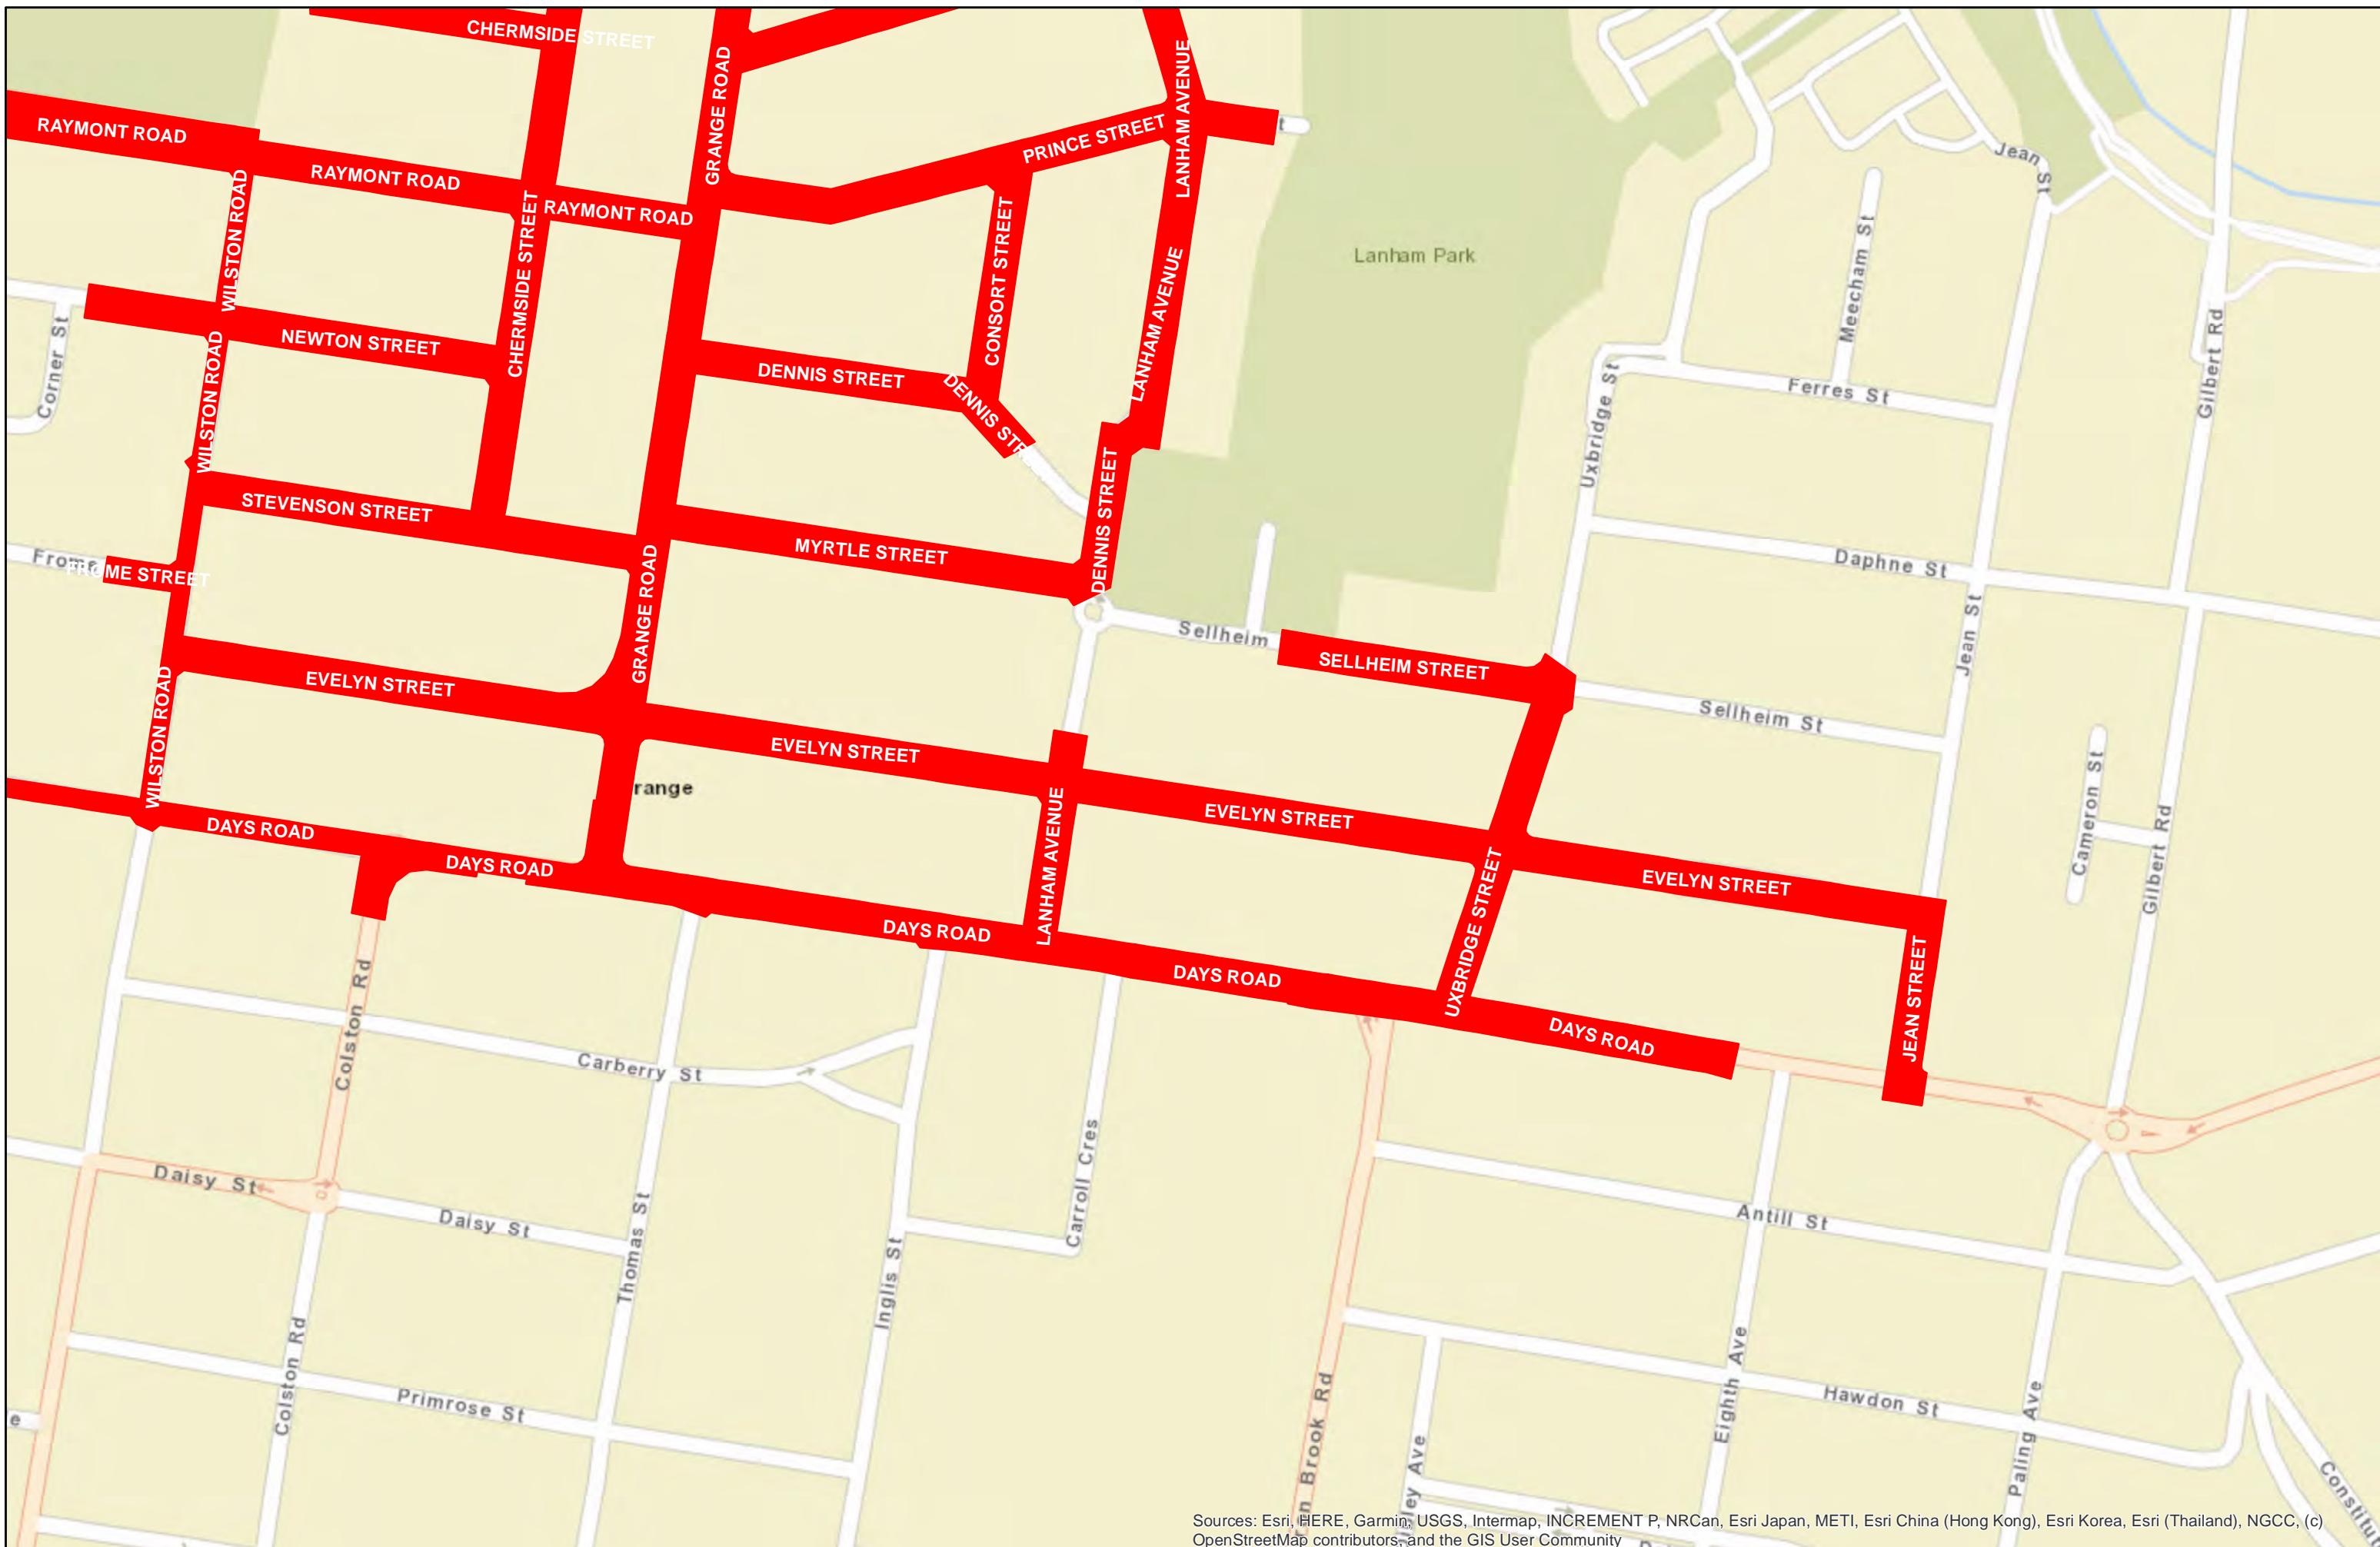 CHERMSIDE STREET
GRANGE ROAD
LANHAM AVENUE
RAYMONT ROAD
PRINCE STREET
RAYMONT ROAD
RAYMONT ROAD
WILSTON ROAD
CHERMSIDE STREET
CONSORT STREET
LANHAM AVENUE
Lanham Park
Jean St
Meecham St
Gilbert Rd
Corner St
NEWTON STREET
WILSTON ROAD
DENNIS STREET
DENNIS STREET
Uxbridge St
Ferres St
STEVENSON STREET
MYRTLE STREET
DENNIS STREET
Daphne St
Frome
FROME STREET
GRANGE ROAD
Sellheim
SELLHEIM STREET
Jean St
Sellheim St
EVELYN STREET
EVELYN STREET
WILSTON ROAD
range
EVELYN STREET
LANHAM AVENUE
Cameron St
Gilbert Rd
DAYS ROAD
DAYS ROAD
EVELYN STREET
UXBRIDGE STREET
DAYS ROAD
DAYS ROAD
DAYS ROAD
JEAN STREET
Colston Rd
Carberry St
Carroll Cres
Daisy St
Daisy St
Thomas St
Inglis St
Antill St
Colston Rd
Primrose St
Eighth Ave
Hawdon St
Paling Ave
e
Brook Rd
Ave
Sources: Esri, HERE, Garmin, USGS, Intermap, INCREMENT P, NRCan, Esri Japan, METI, Esri China (Hong Kong), Esri Korea, Esri (Thailand), NGCC, (c)
OpenStreetMap contributors, and the GIS User Community